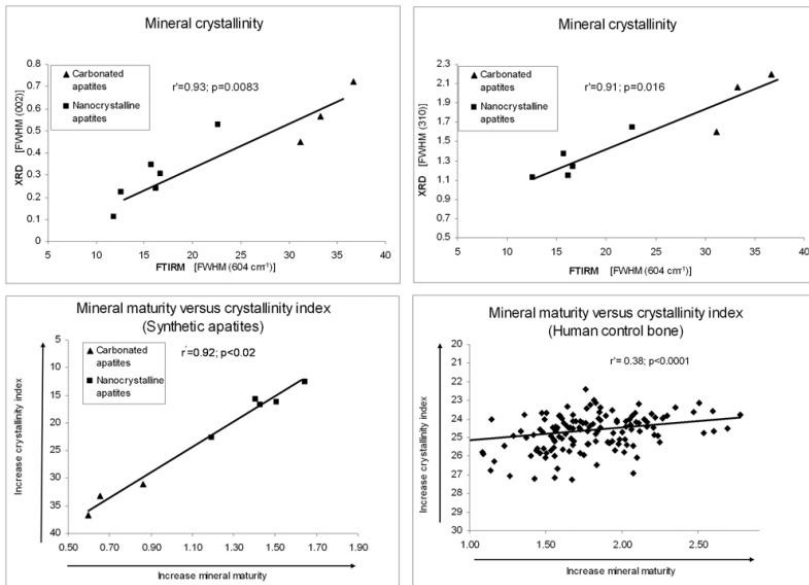 Mineral crystallinity
0.8
0.7
0.6
0.5
0.4
0.3
0.2
0.1
0
XRD [FWHM (002)]
Carbonated
apatites
Nanocrystalline
apatites
r'=0.93; p=0.0083
5 10 15 20 25 30 35 40
FTIRM [FWHM (604 cm⁻¹)]
Mineral crystallinity
2.3
2.1
1.9
1.7
1.5
1.3
1.1
0.9
0.7
0.5
XRD [FWHM (310)]
Carbonated
apatites
Nanocrystalline
apatites
r'=0.91; p=0.016
5 10 15 20 25 30 35 40
FTIRM [FWHM (604 cm⁻¹)]
Mineral maturity versus crystallinity index
(Synthetic apatites)
5
10
15
20
25
30
35
40
Increase crystallinity index
Carbonated
apatites
Nanocrystalline
apatites
r'=0.92; p<0.02
0.50 0.70 0.90 1.10 1.30 1.50 1.70 1.90
Increase mineral maturity
Mineral maturity versus crystallinity index
(Human control bone)
20
21
22
23
24
25
26
27
28
29
30
Increase crystallinity index
r'= 0.38; p<0.0001
1.00 1.50 2.00 2.50
Increase mineral maturity